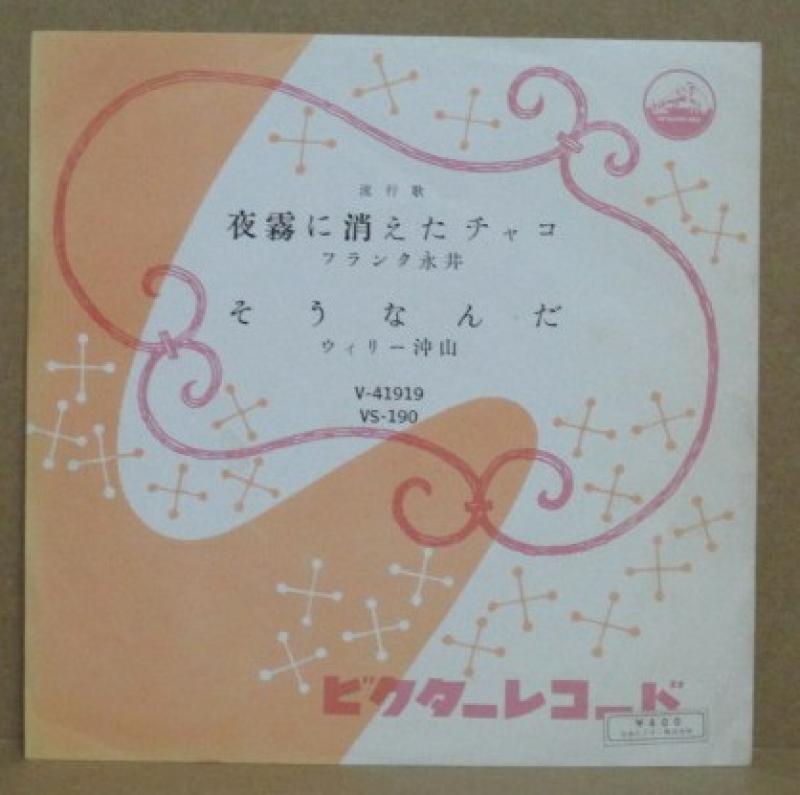 流行歌
夜霧に消えたチャコ
フランク永井
そうなんだ
ウィリー沖山
V-41919
VS-190
ビクターレコード
¥400